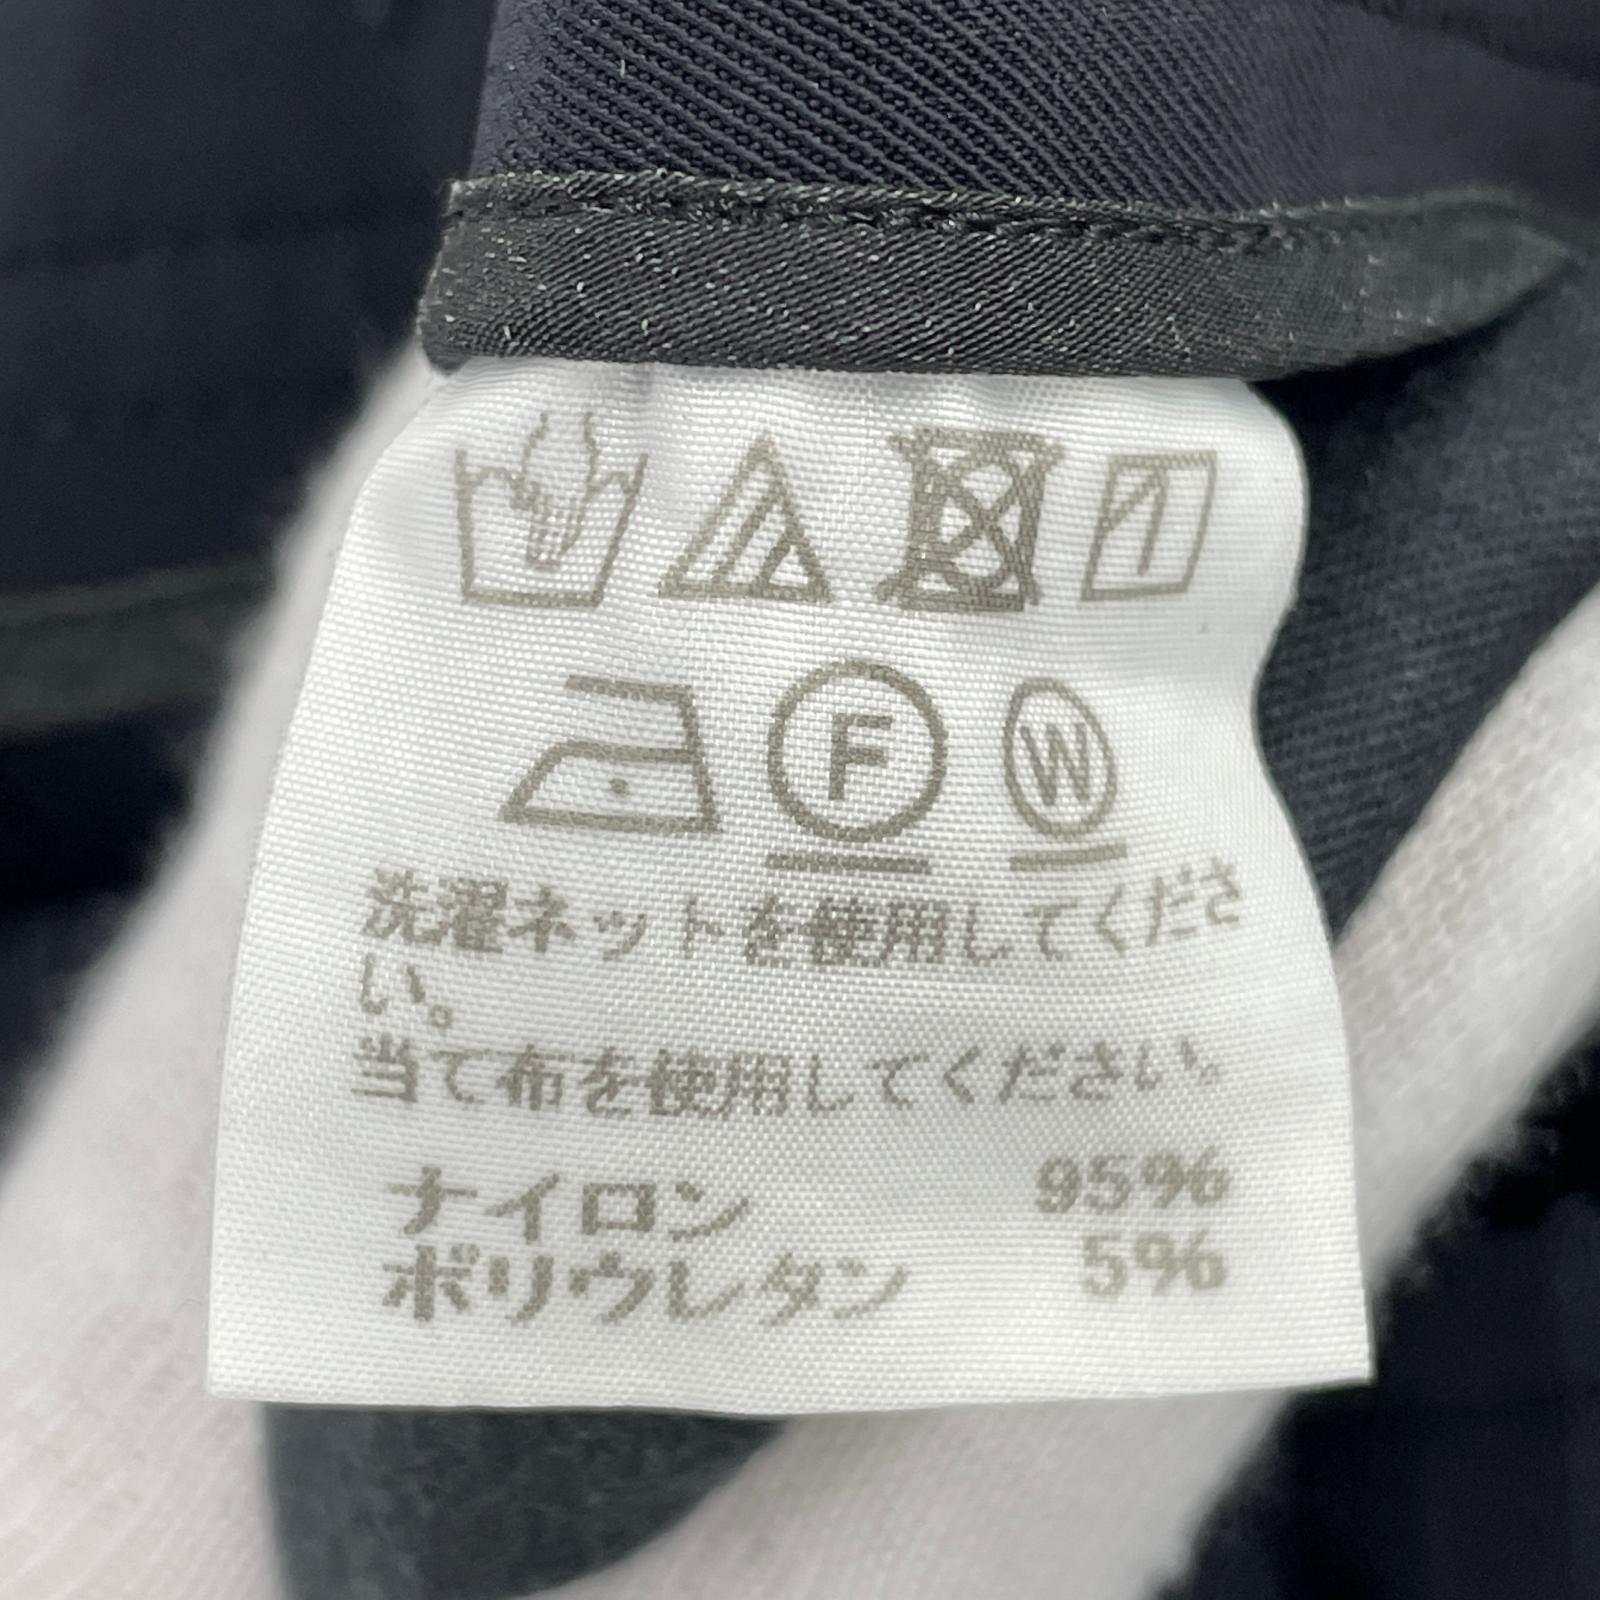 F W
洗濯ネットを使用してくださ
い。
当て布を使用してください。
ナイロン 95%
ポリウレタン 5%